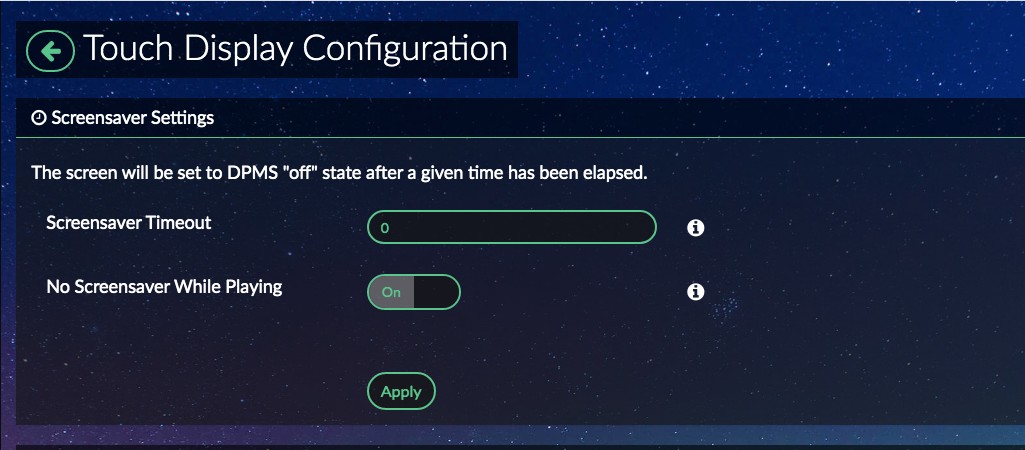 Touch Display Configuration
Screensaver Settings
The screen will be set to DPMS "off" state after a given time has been elapsed.
Screensaver Timeout
0
No Screensaver While Playing
On
Apply